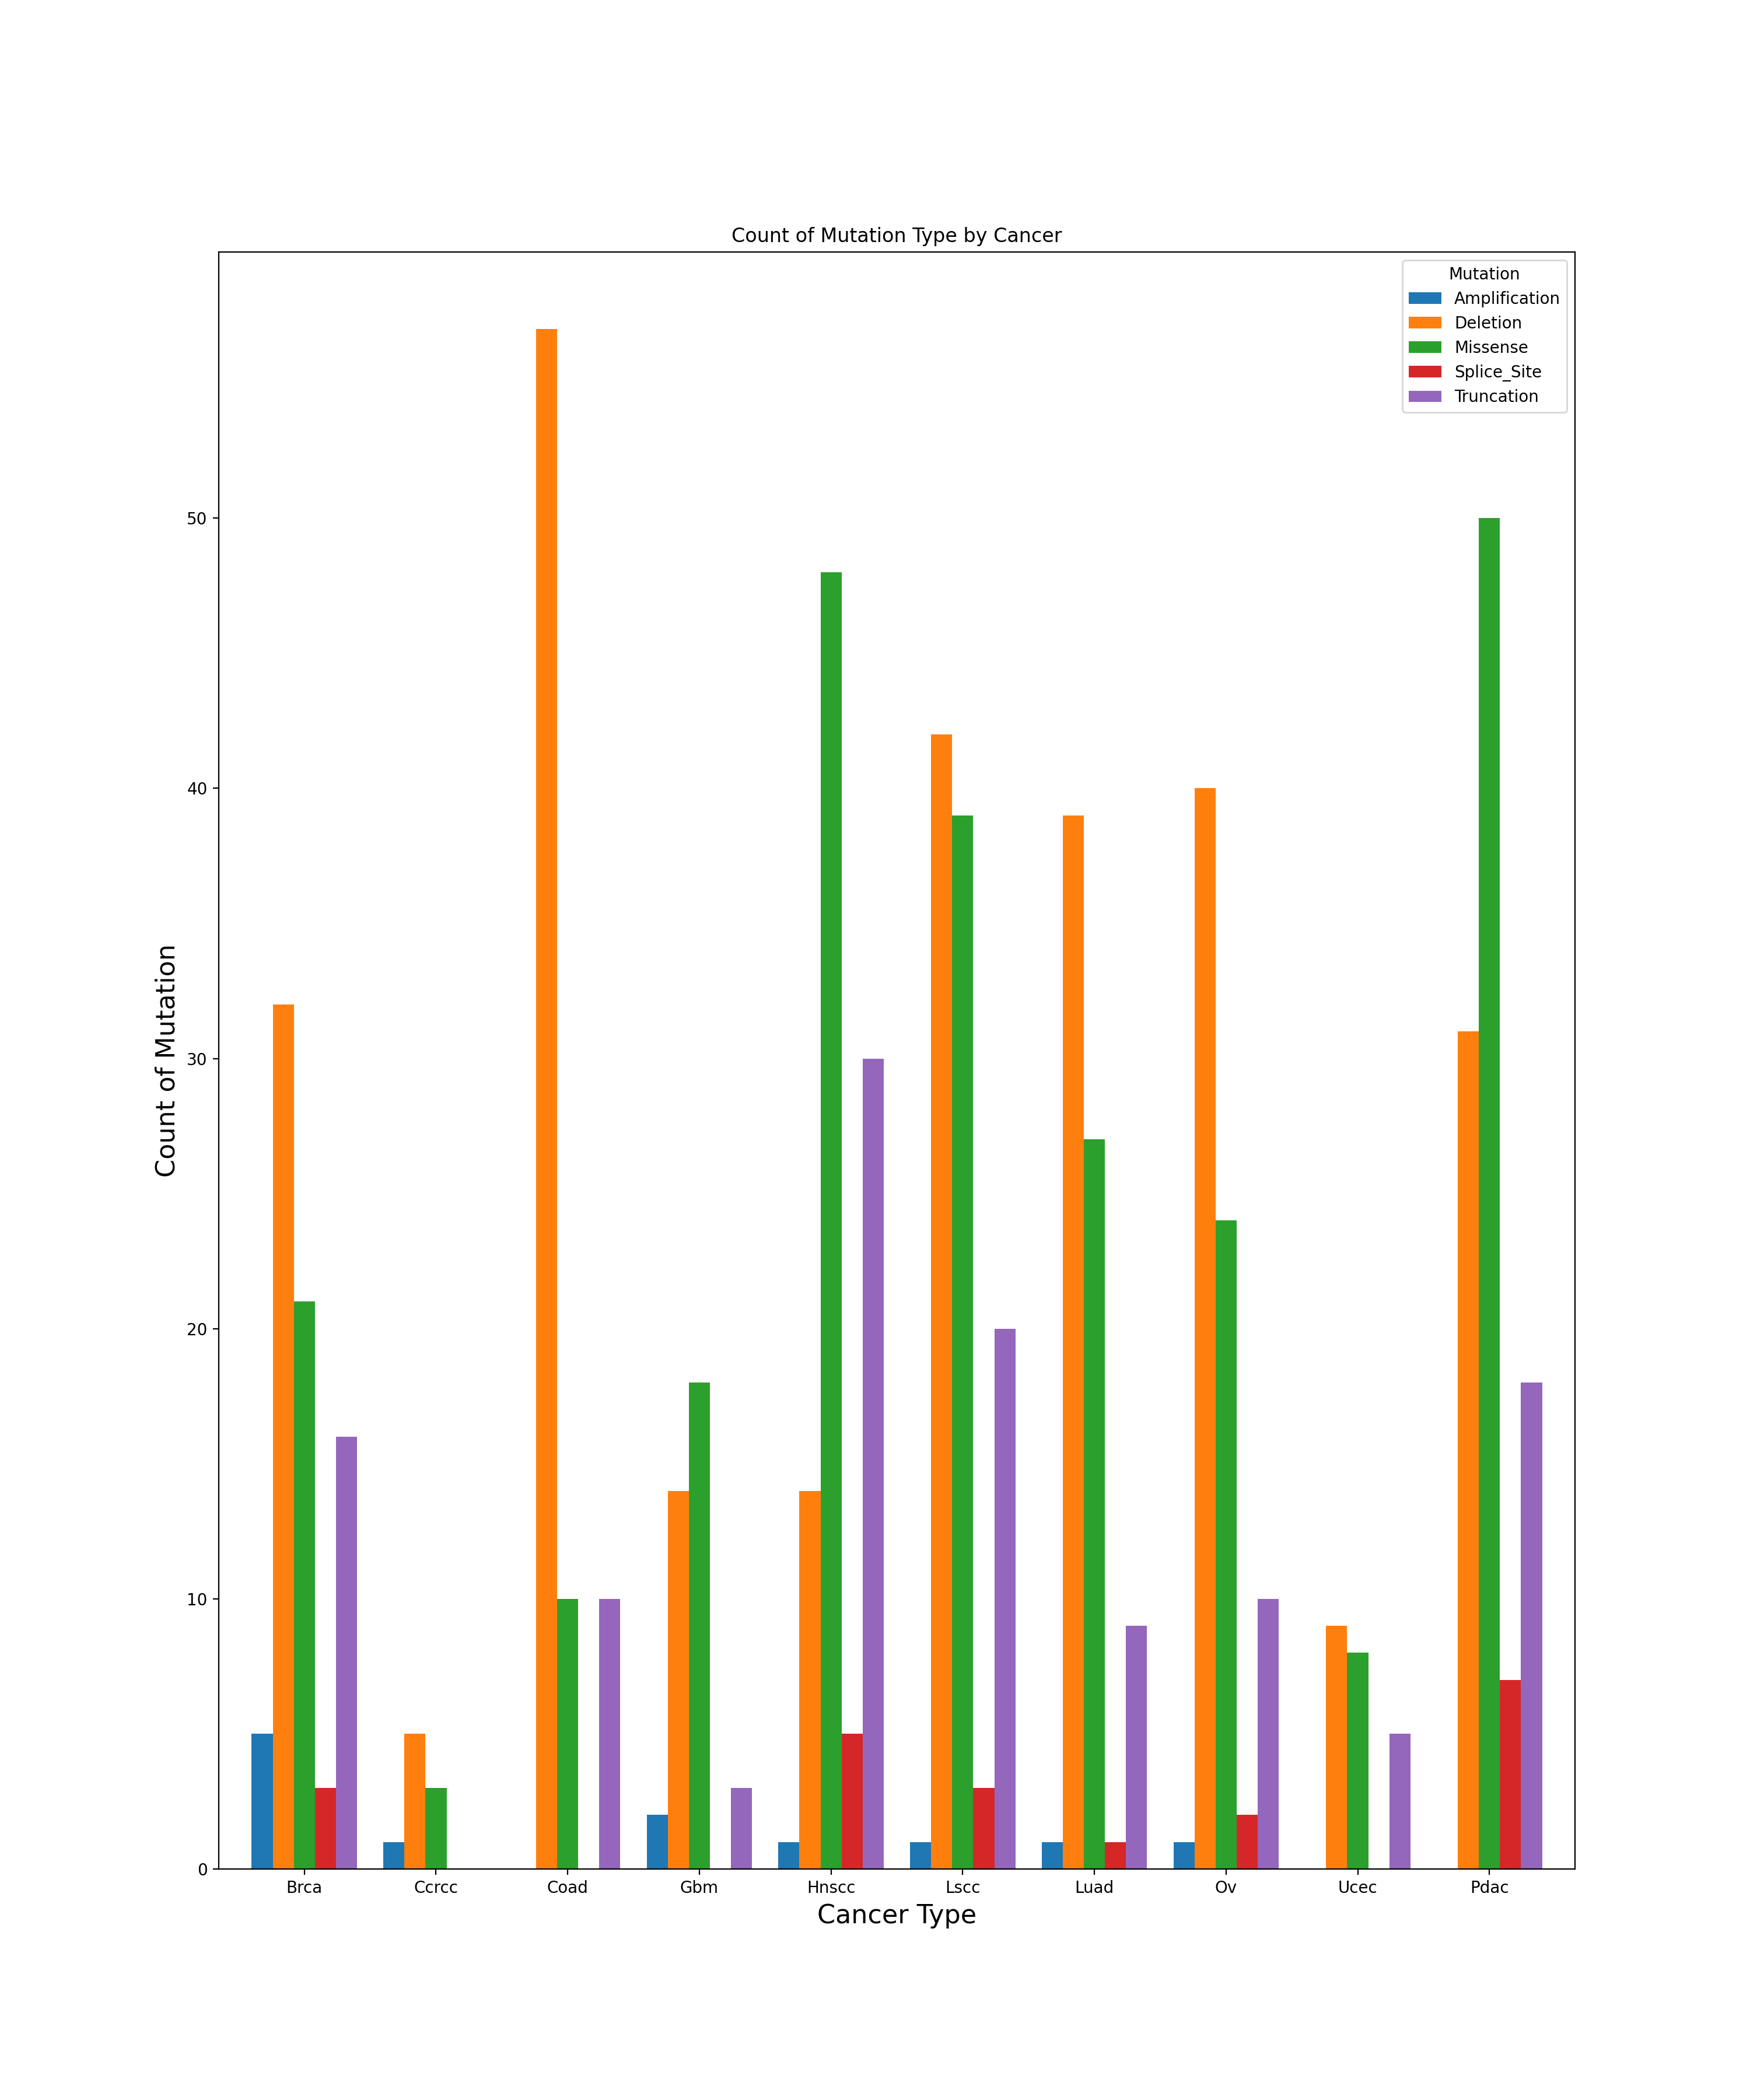 Count of Mutation Type by Cancer
Mutation
Amplification
Deletion
Missense
Splice_Site
Truncation
50
40
30
20
10
0
Count of Mutation
Brca Ccrcc Coad Gbm Hnscc Lscc Luad Ov Ucec Pdac
Cancer Type